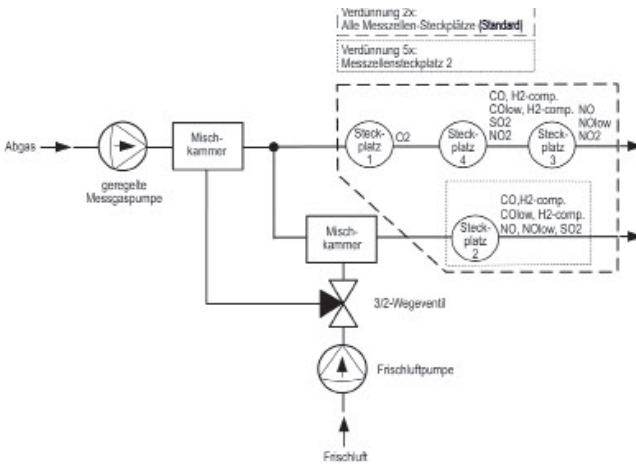 Verdünnung 2x:
Alle Messzellen-Steckplätze (Standard)
Verdünnung 5x:
Messzellensteckplatz 2
Abgas
geregelte
Messgaspumpe
Misch-
kammer
Steck-
platz
1
O2
Steck-
platz
4
CO, H2-comp.
COlow, H2-comp.
SO2
NO2
Steck-
platz
3
NO
NOlow
NO2
Misch-
kammer
Steck-
platz
2
CO,H2-comp.
COlow, H2-comp.
NO, NOlow, SO2
3/2-Wegeventil
Frischluftpumpe
Frischluft